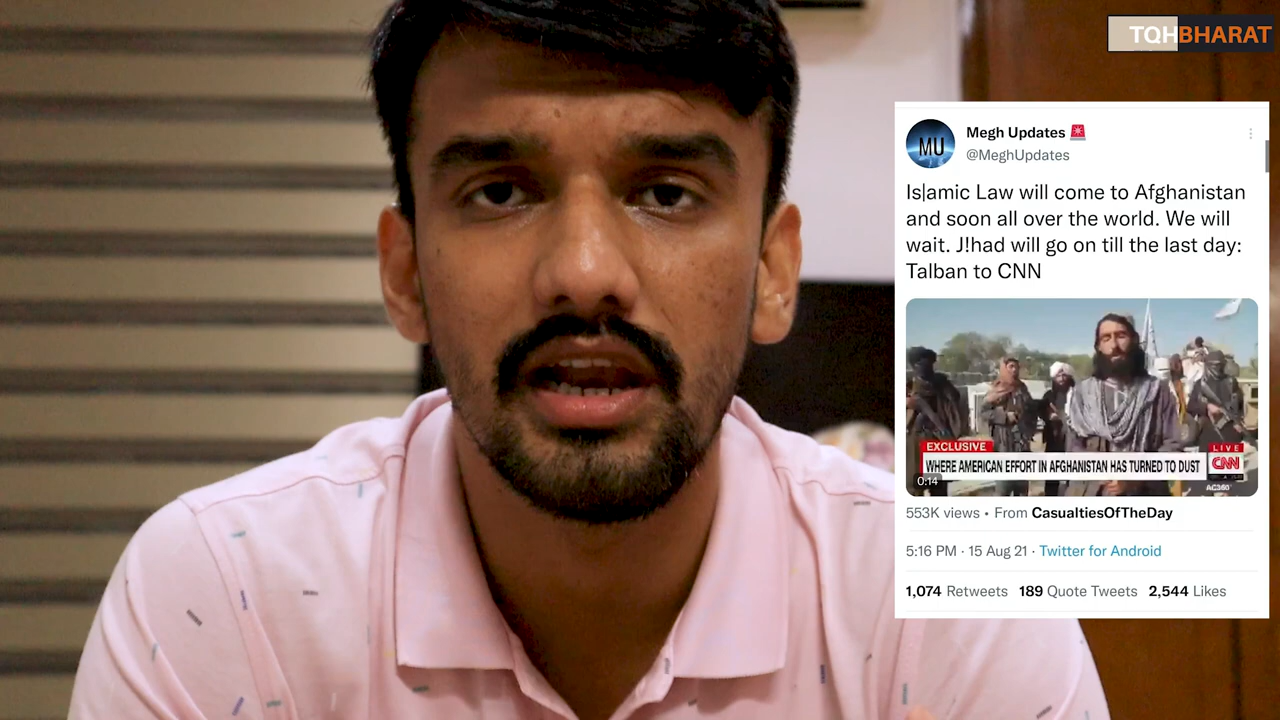 TQHBHARAT
Megh Updates 🚨
@MeghUpdates
Is|amic Law will come to Afghanistan
and soon all over the world. We will
wait. J!had will go on till the last day:
Talban to CNN
EXCLUSIVE
WHERE AMERICAN EFFORT IN AFGHANISTAN HAS TURNED TO DUST
LIVE
CNN
AC360
0:14
553K views • From CasualtiesOfTheDay
5:16 PM · 15 Aug 21 · Twitter for Android
1,074 Retweets 189 Quote Tweets 2,544 Likes
MU